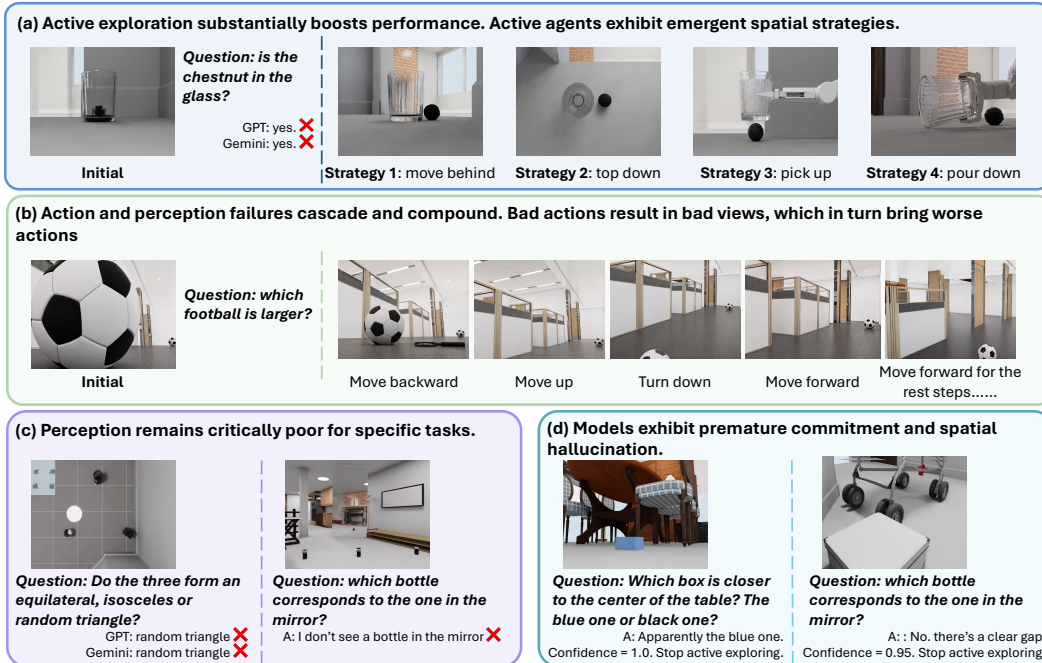 (a) Active exploration substantially boosts performance. Active agents exhibit emergent spatial strategies.
Question: is the
chestnut in the
glass?
GPT: yes.
Gemini: yes.
Initial
Strategy 1: move behind
Strategy 2: top down
Strategy 3: pick up
Strategy 4: pour down
(b) Action and perception failures cascade and compound. Bad actions result in bad views, which in turn bring worse
actions
Question: which
football is larger?
Initial
Move backward
Move up
Turn down
Move forward
Move forward for the
rest steps......
(c) Perception remains critically poor for specific tasks.
Question: Do the three form an
equilateral, isosceles or
random triangle?
GPT: random triangle
Gemini: random triangle
Question: which bottle
corresponds to the one in the
mirror?
A: I don't see a bottle in the mirror
(d) Models exhibit premature commitment and spatial
hallucination.
Question: Which box is closer
to the center of the table? The
blue one or black one?
A: Apparently the blue one.
Confidence = 1.0. Stop active exploring.
Question: which bottle
corresponds to the one in the
mirror?
A: : No. there's a clear gap
Confidence = 0.95. Stop active exploring